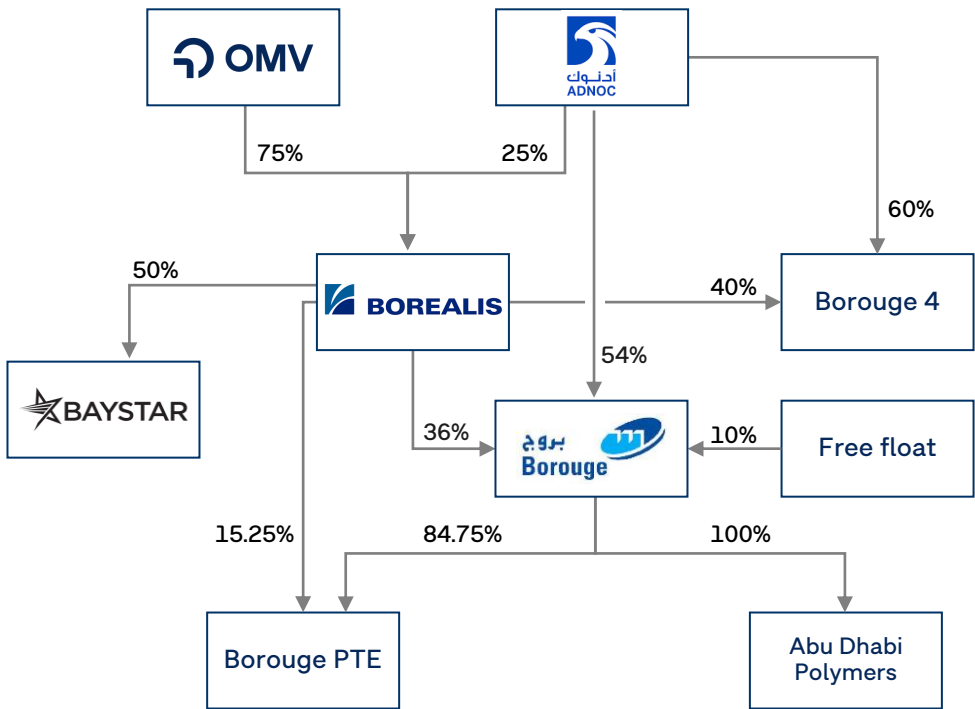 OMV
أدنوك
ADNOC
75%
25%
60%
50%
BOREALIS
40%
Borouge 4
54%
BAYSTAR
36%
بروج
Borouge
10%
Free float
15.25%
84.75%
100%
Borouge PTE
Abu Dhabi
Polymers